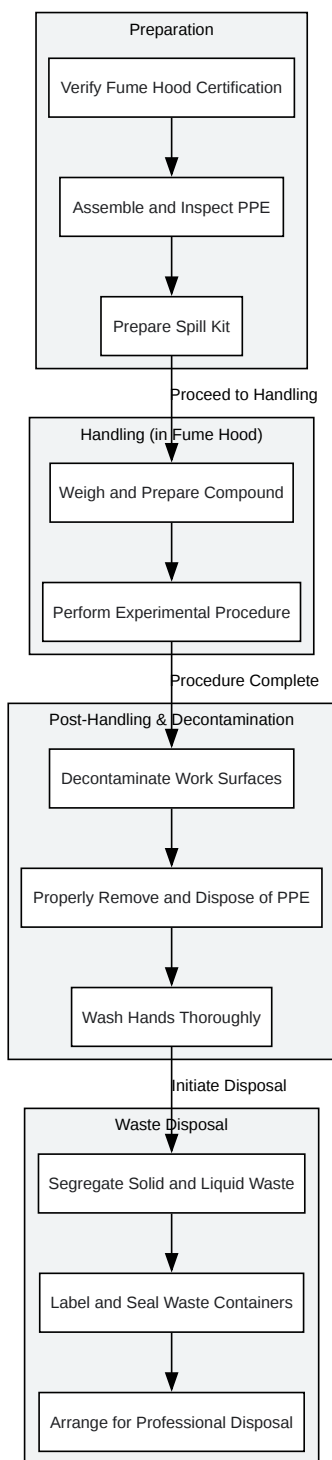 Preparation
Verify Fume Hood Certification
Assemble and Inspect PPE
Prepare Spill Kit
Proceed to Handling
Handling (in Fume Hood)
Weigh and Prepare Compound
Perform Experimental Procedure
Procedure Complete
Post-Handling & Decontamination
Decontaminate Work Surfaces
Properly Remove and Dispose of PPE
Wash Hands Thoroughly
Initiate Disposal
Waste Disposal
Segregate Solid and Liquid Waste
Label and Seal Waste Containers
Arrange for Professional Disposal